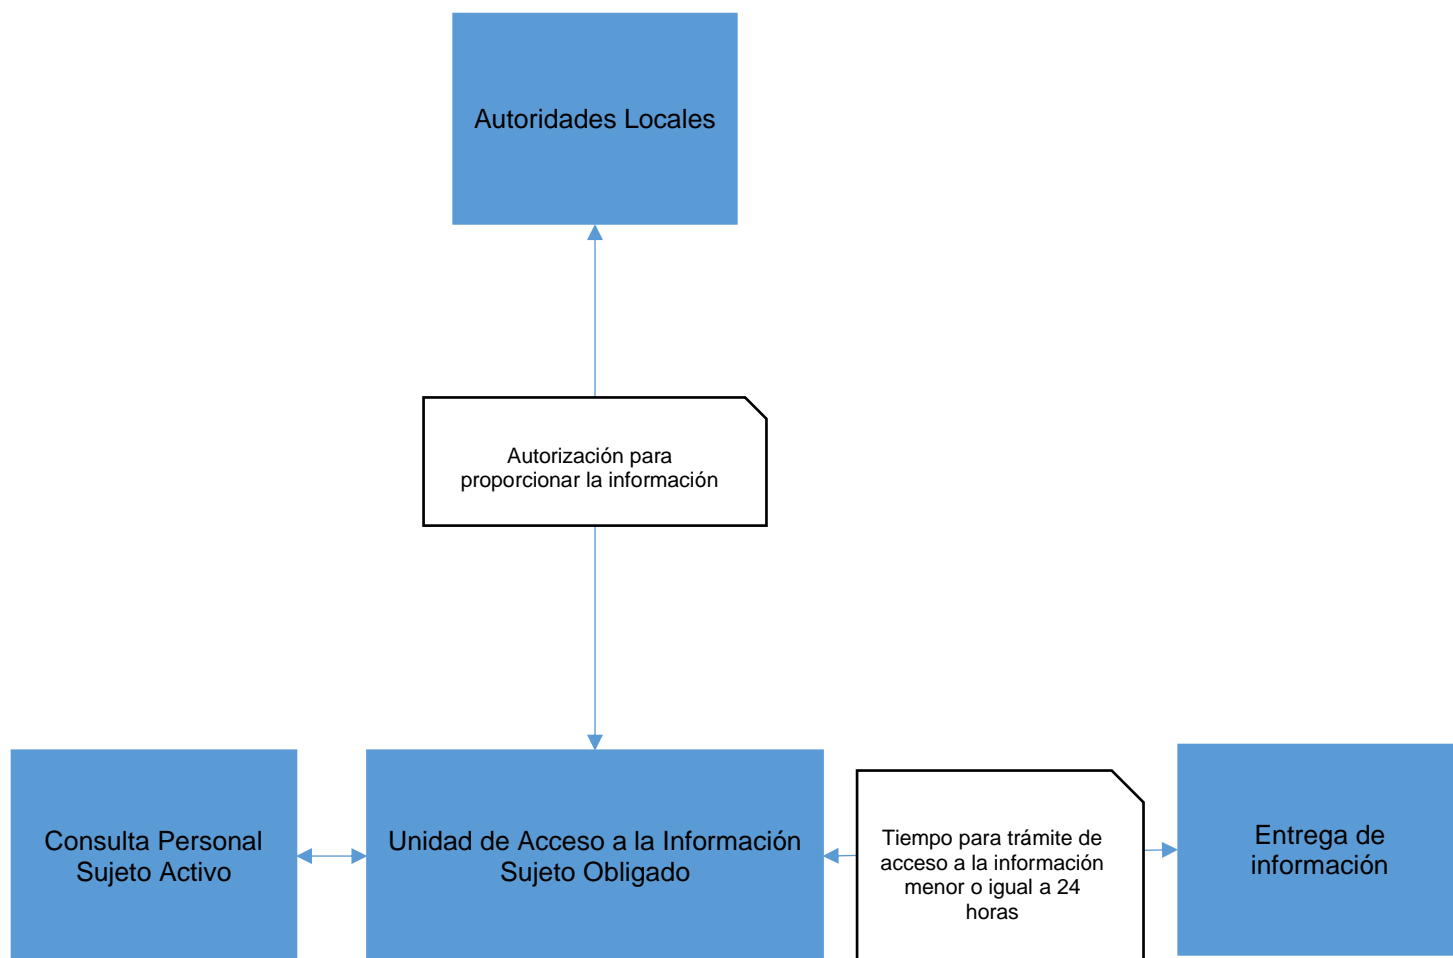 Autoridades Locales
Autorización para
proporcionar la información
Consulta Personal
Sujeto Activo
Unidad de Acceso a la Información
Sujeto Obligado
Tiempo para trámite de
acceso a la información
menor o igual a 24
horas
Entrega de
información